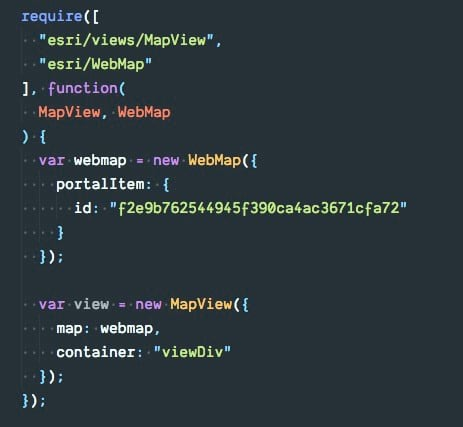 require([
  "esri/views/MapView",
  "esri/WebMap"
], function(
  MapView, WebMap
) {
  var webmap = new WebMap({
    portalItem: {
      id: "f2e9b762544945f390ca4ac3671cfa72"
    }
  });

  var view = new MapView({
    map: webmap,
    container: "viewDiv"
  });
});